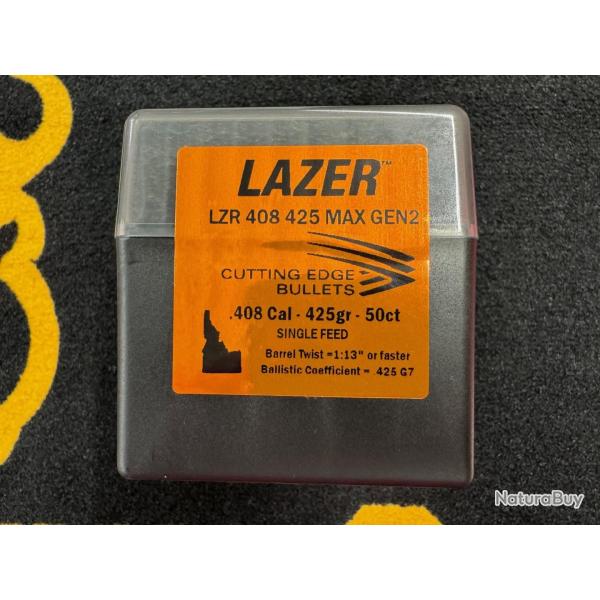 LAZER™
LZR 408 425 MAX GEN2
CUTTING EDGE
BULLETS
.408 Cal - 425gr - 50ct
SINGLE FEED
Barrel Twist =1:13" or faster
Ballistic Coefficient = .425 G7
NaturaBuy